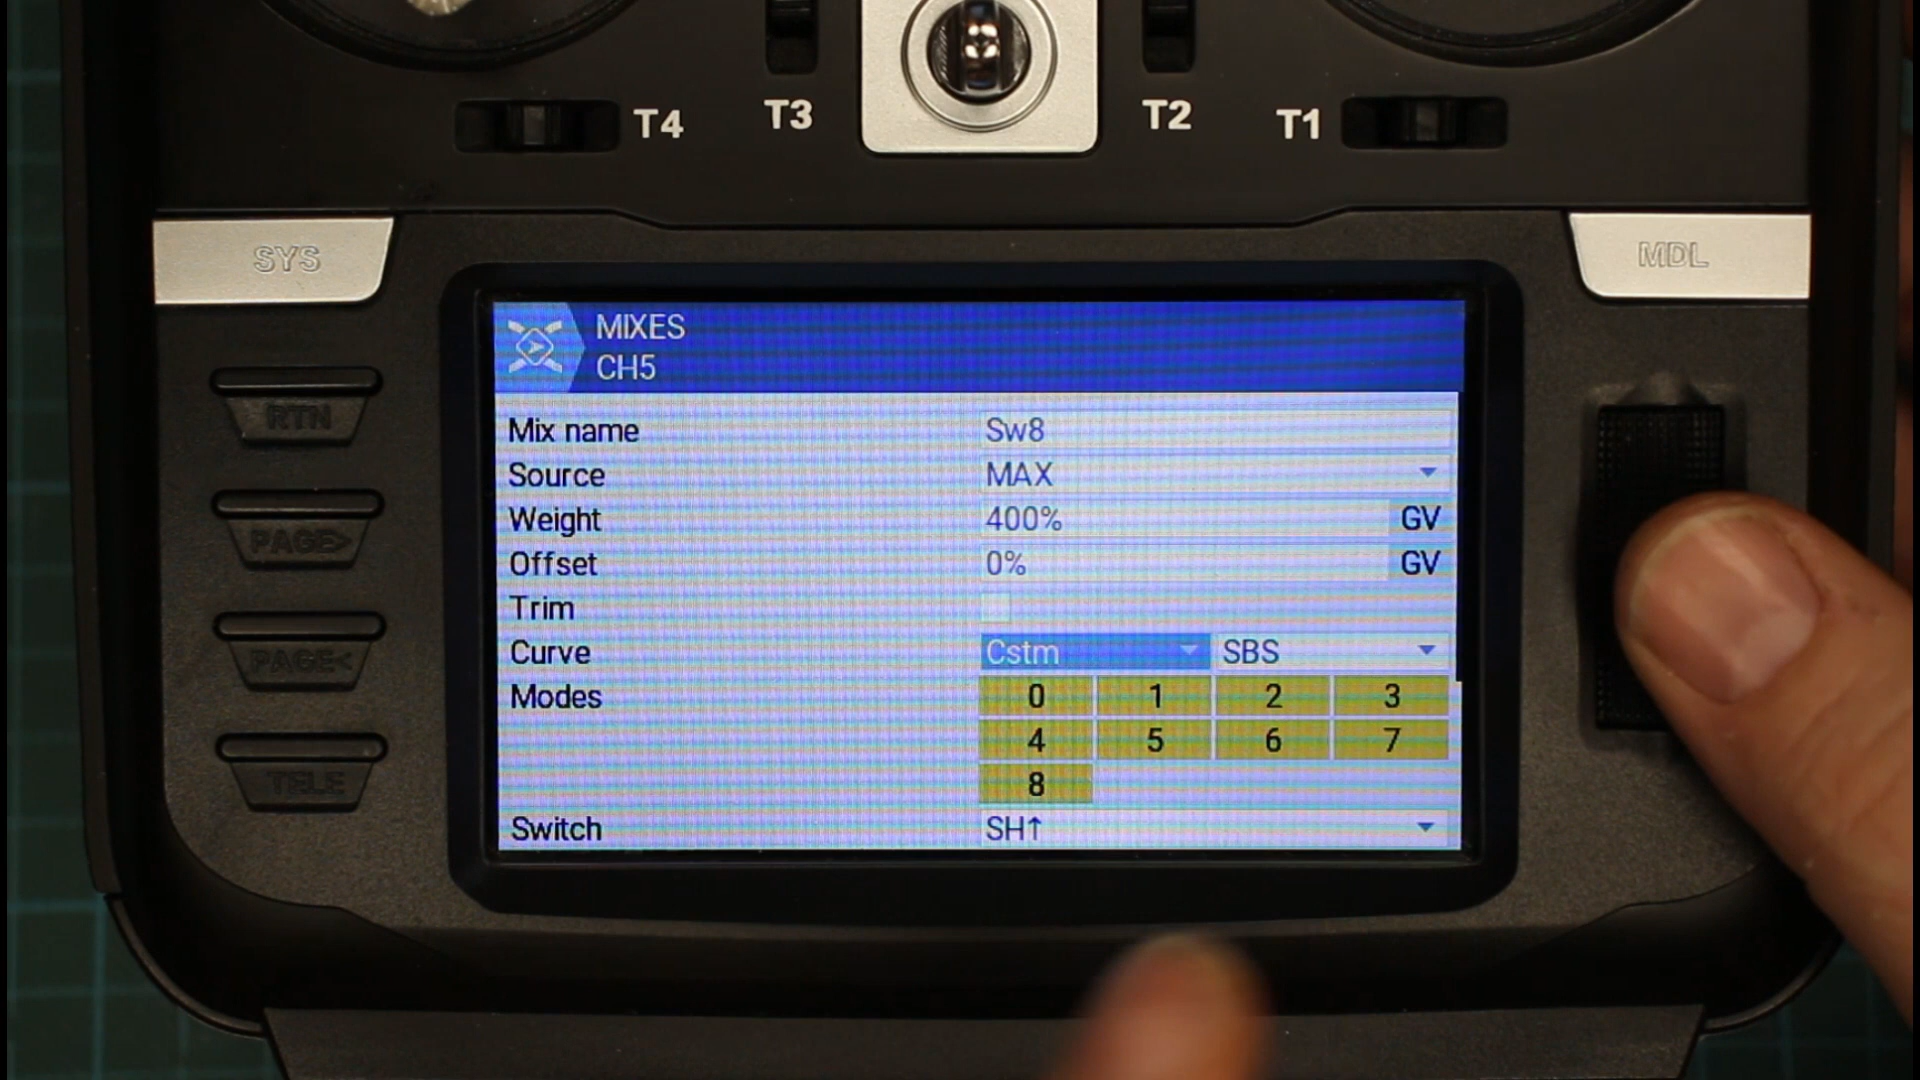 T4
T3
T2
T1
SYS
MDL
RTN
PAGE>
PAGE<
TELE
MIXES
CH5
Mix name Sw8
Source MAX
Weight 400% GV
Offset 0% GV
Trim
Curve Cstm SBS
Modes 0 1 2 3
4 5 6 7
8
Switch SH↑